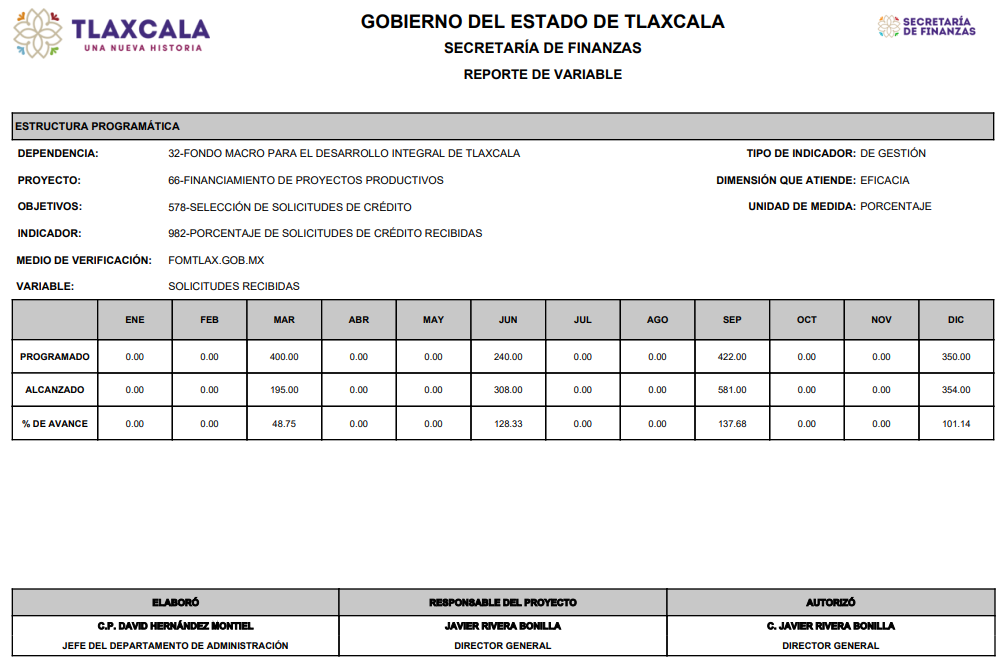 TLAXCALA
UNA NUEVA HISTORIA
GOBIERNO DEL ESTADO DE TLAXCALA
SECRETARÍA DE FINANZAS
REPORTE DE VARIABLE
SECRETARÍA
DE FINANZAS
ESTRUCTURA PROGRAMÁTICA
DEPENDENCIA: 32-FONDO MACRO PARA EL DESARROLLO INTEGRAL DE TLAXCALA TIPO DE INDICADOR: DE GESTIÓN
PROYECTO: 66-FINANCIAMIENTO DE PROYECTOS PRODUCTIVOS DIMENSIÓN QUE ATIENDE: EFICACIA
OBJETIVOS: 578-SELECCIÓN DE SOLICITUDES DE CRÉDITO UNIDAD DE MEDIDA: PORCENTAJE
INDICADOR: 982-PORCENTAJE DE SOLICITUDES DE CRÉDITO RECIBIDAS
MEDIO DE VERIFICACIÓN: FOMTLAX.GOB.MX
VARIABLE: SOLICITUDES RECIBIDAS
ENE FEB MAR ABR MAY JUN JUL AGO SEP OCT NOV DIC
PROGRAMADO 0.00 0.00 400.00 0.00 0.00 240.00 0.00 0.00 422.00 0.00 0.00 350.00
ALCANZADO 0.00 0.00 195.00 0.00 0.00 308.00 0.00 0.00 581.00 0.00 0.00 354.00
% DE AVANCE 0.00 0.00 48.75 0.00 0.00 128.33 0.00 0.00 137.68 0.00 0.00 101.14
ELABORÓ RESPONSABLE DEL PROYECTO AUTORIZÓ
C.P. DAVID HERNÁNDEZ MONTIEL JAVIER RIVERA BONILLA C. JAVIER RIVERA BONILLA
JEFE DEL DEPARTAMENTO DE ADMINISTRACIÓN DIRECTOR GENERAL DIRECTOR GENERAL